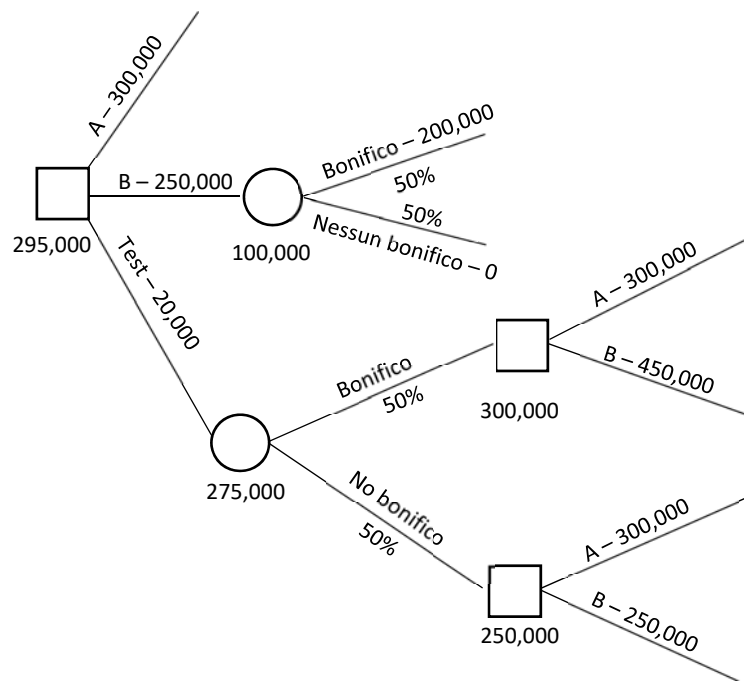 A – 300,000
B – 250,000
295,000
100,000
Bonifico – 200,000
50%
50%
Nessun bonifico – 0
Test – 20,000
275,000
Bonifico
50%
300,000
A – 300,000
B – 450,000
No bonifico
50%
250,000
A – 300,000
B – 250,000